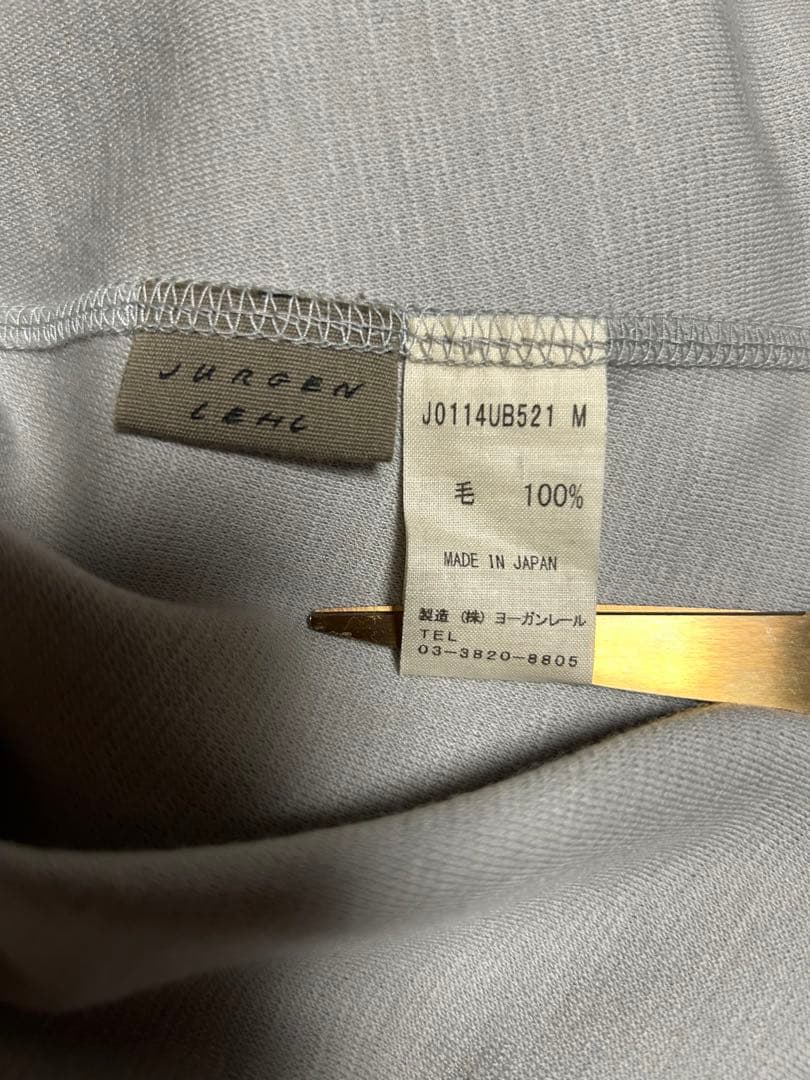 JURGEN
LEHL
J0114UB521 M
毛 100%
MADE IN JAPAN
製造 (株) ヨーガンレール
TEL
03-3820-8805